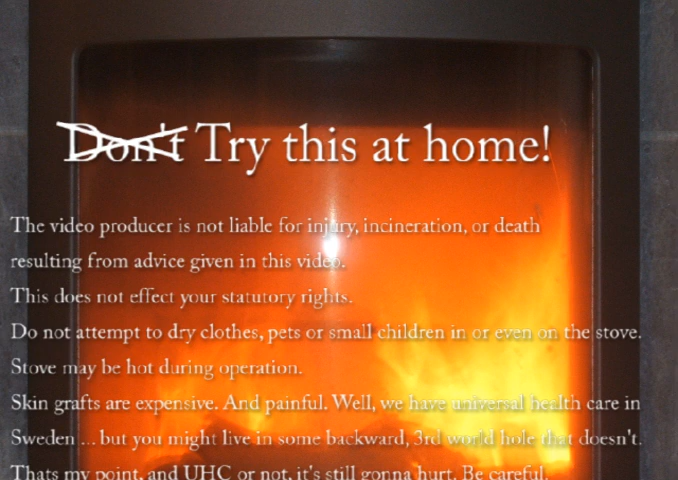 Don't Try this at home!
The video producer is not liable for injury, incineration, or death
resulting from advice given in this video.
This does not effect your statutory rights.
Do not attempt to dry clothes, pets or small children in or even on the stove.
Stove may be hot during operation.
Skin grafts are expensive. And painful. Well, we have universal health care in
Sweden ... but you might live in some backward, 3rd world hole that doesn't.
Thats my point, and UHC or not, it's still gonna hurt. Be careful.